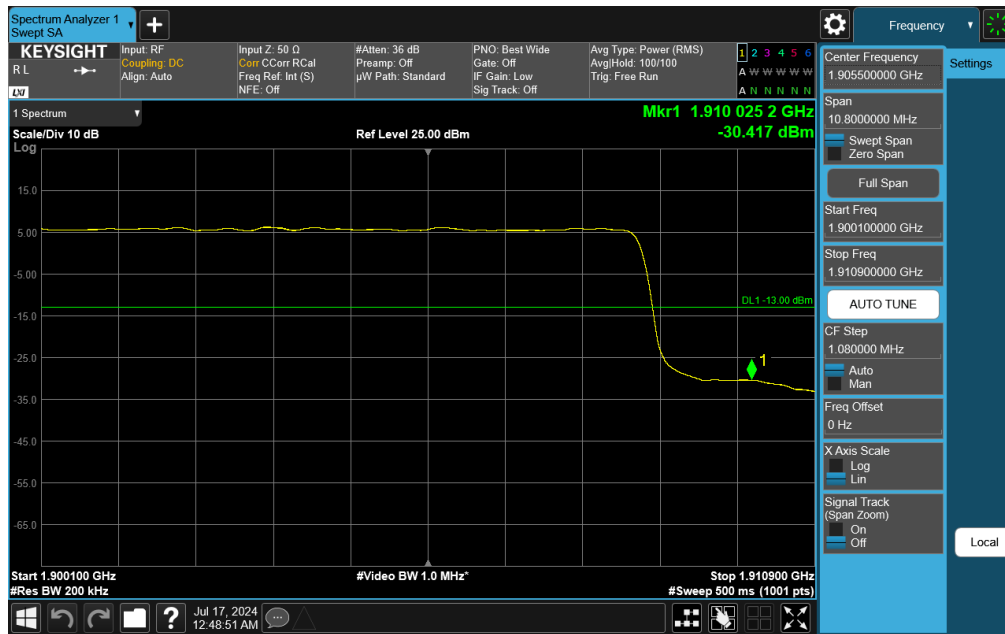 Spectrum Analyzer 1
Swept SA
Frequency
KEYSIGHT
R L
LXI
Input: RF
Coupling: DC
Align: Auto
Input Z: 50 Ω
Corr CCorr RCal
Freq Ref: Int (S)
NFE: Off
#Atten: 36 dB
Preamp: Off
µW Path: Standard
PNO: Best Wide
Gate: Off
IF Gain: Low
Sig Track: Off
Avg Type: Power (RMS)
Avg|Hold: 100/100
Trig: Free Run
1 2 3 4 5 6
A W W W W W
A N N N N N
1 Spectrum
Scale/Div 10 dB
Log
Ref Level 25.00 dBm
Mkr1 1.910 025 2 GHz
-30.417 dBm
15.0
5.00
-5.00
-15.0
-25.0
-35.0
-45.0
-55.0
-65.0
DL1 -13.00 dBm
1
Start 1.900100 GHz
#Res BW 200 kHz
#Video BW 1.0 MHz*
Stop 1.910900 GHz
#Sweep 500 ms (1001 pts)
Center Frequency
1.905500000 GHz
Span
10.8000000 MHz
Swept Span
Zero Span
Full Span
Start Freq
1.900100000 GHz
Stop Freq
1.910900000 GHz
AUTO TUNE
CF Step
1.080000 MHz
Auto
Man
Freq Offset
0 Hz
X Axis Scale
Log
Lin
Signal Track
(Span Zoom)
On
Off
Settings
Local
?
Jul 17, 2024
12:48:51 AM